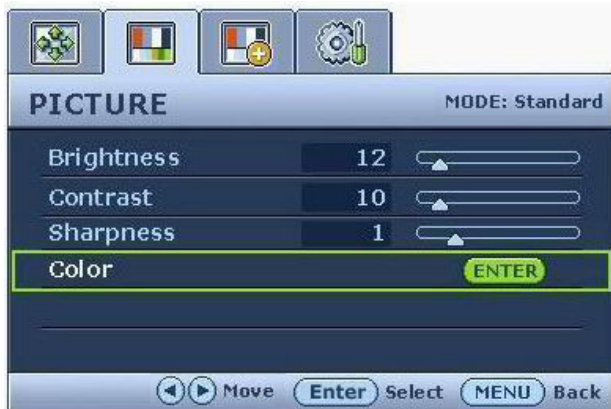 PICTURE MODE: Standard
Brightness 12
Contrast 10
Sharpness 1
Color ENTER
Move Enter Select MENU Back